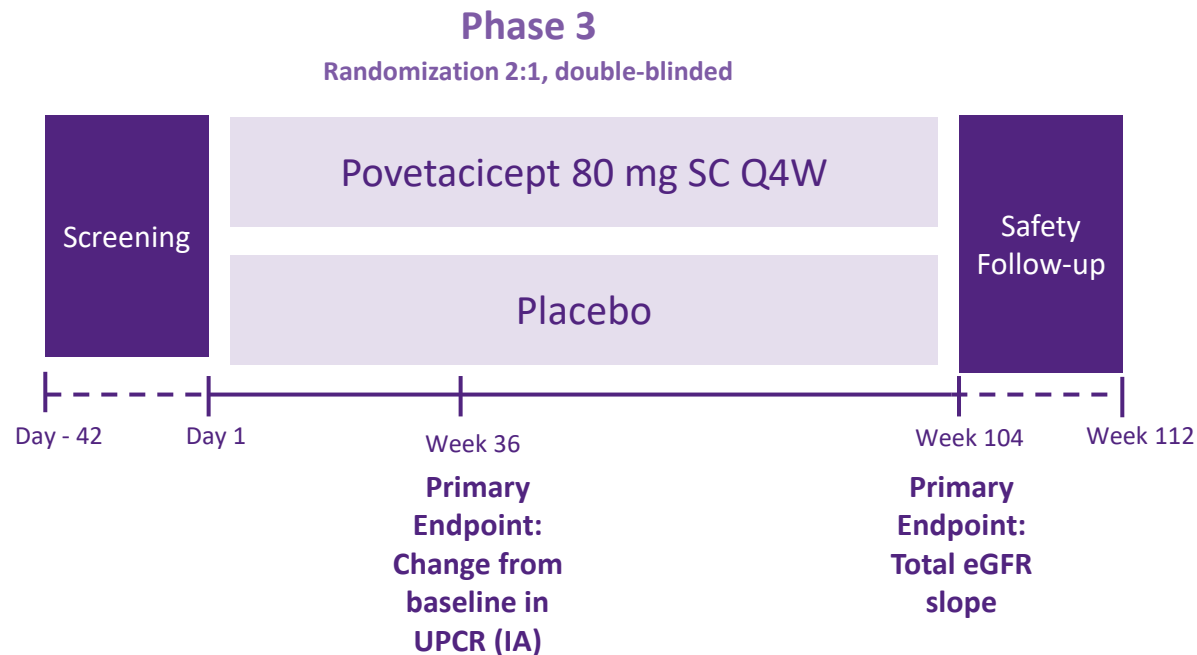 Phase 3
Randomization 2:1, double-blinded
Screening
Povetacicept 80 mg SC Q4W
Placebo
Safety
Follow-up
Day - 42
Day 1
Week 36
Week 104
Week 112
Primary
Endpoint:
Change from
baseline in
UPCR (IA)
Primary
Endpoint:
Total eGFR
slope